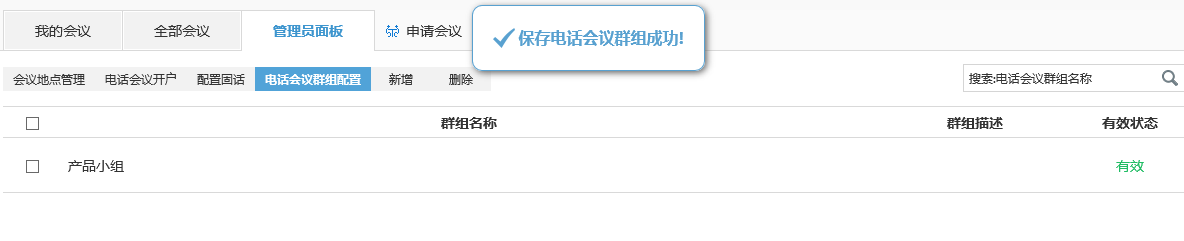 我的会议 全部会议 管理员面板 申请会议
保存电话会议群组成功!
会议地点管理 电话会议开户 配置固话 电话会议群组配置 新增 删除 搜索:电话会议群组名称
群组名称 群组描述 有效状态
产品小组 有效